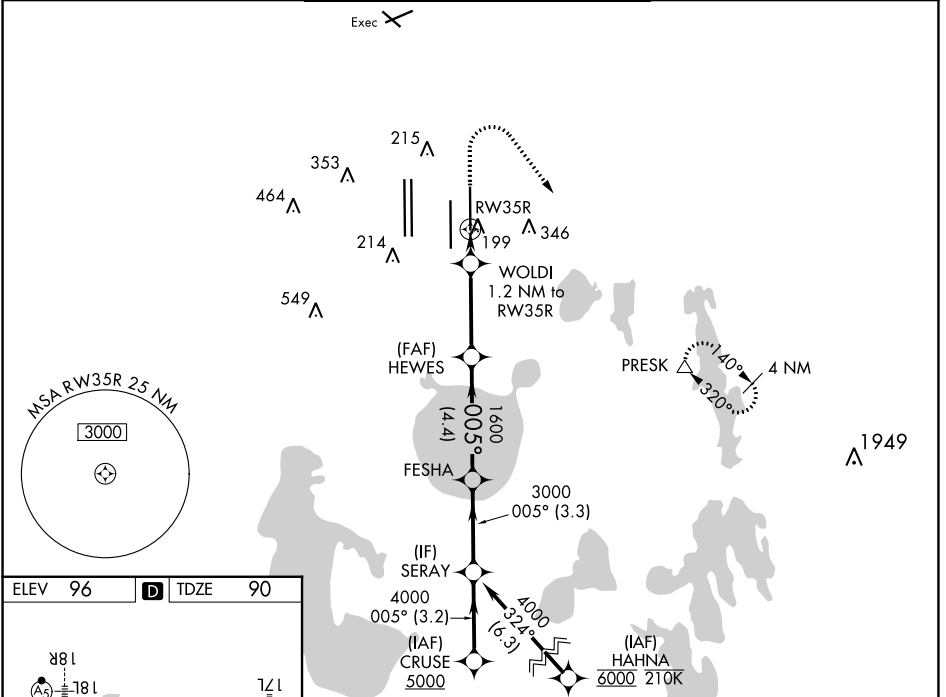 Exec
215
353
464
RW35R
346
199
214
WOLDI
1.2 NM to
RW35R
549
(FAF)
HEWES
PRESK
140°
4 NM
320°
MSA RW35R 25 NM
3000
1600
005°
(4.4)
1949
FESHA
3000
005° (3.3)
(IF)
SERAY
4000
005° (3.2)
4000
324°
(6.3)
(IAF)
CRUSE
5000
(IAF)
HAHNA
6000 210K
ELEV 96 D TDZE 90
18R
A5
18L
17L